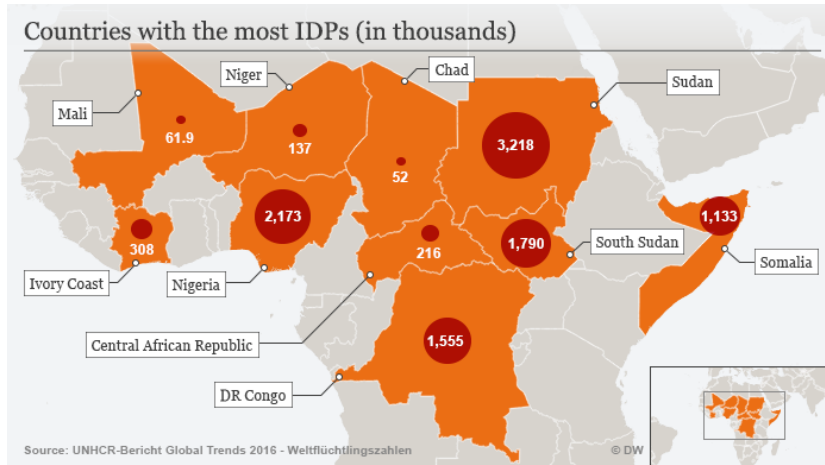 Countries with the most IDPs (in thousands)
Niger
Chad
Sudan
Mali
61.9
137
52
3,218
2,173
1,133
308
216
1,790
South Sudan
Somalia
Ivory Coast
Nigeria
Central African Republic
1,555
DR Congo
Source: UNHCR-Bericht Global Trends 2016 - Weltflüchtlingszahlen
© DW